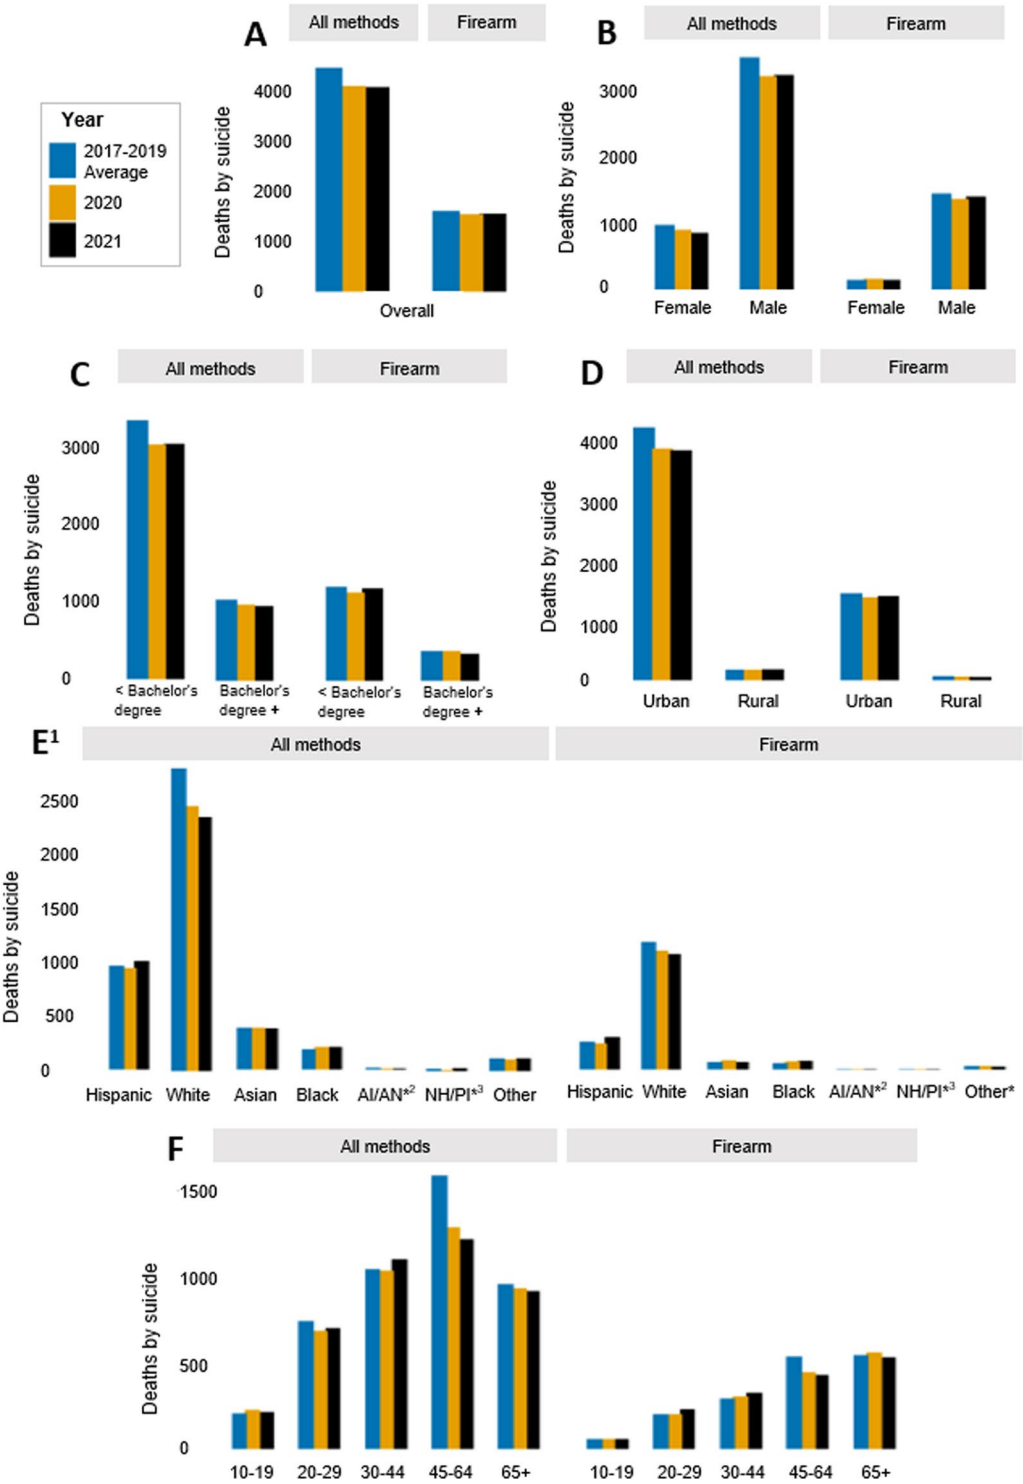 A
All methods
Firearm
Deaths by suicide
4000
3000
2000
1000
0
Overall
Year
2017-2019
Average
2020
2021
B
All methods
Firearm
Deaths by suicide
3000
2000
1000
0
Female
Male
Female
Male
C
All methods
Firearm
Deaths by suicide
3000
2000
1000
0
< Bachelor's
degree
Bachelor's
degree +
< Bachelor's
degree
Bachelor's
degree +
D
All methods
Firearm
Deaths by suicide
4000
3000
2000
1000
0
Urban
Rural
Urban
Rural
E¹
All methods
Firearm
Deaths by suicide
2500
2000
1500
1000
500
0
Hispanic
White
Asian
Black
AI/AN*²
NH/PI*³
Other
Hispanic
White
Asian
Black
AI/AN*²
NH/PI*³
Other*
F
All methods
Firearm
Deaths by suicide
1500
1000
500
0
10-19
20-29
30-44
45-64
65+
10-19
20-29
30-44
45-64
65+